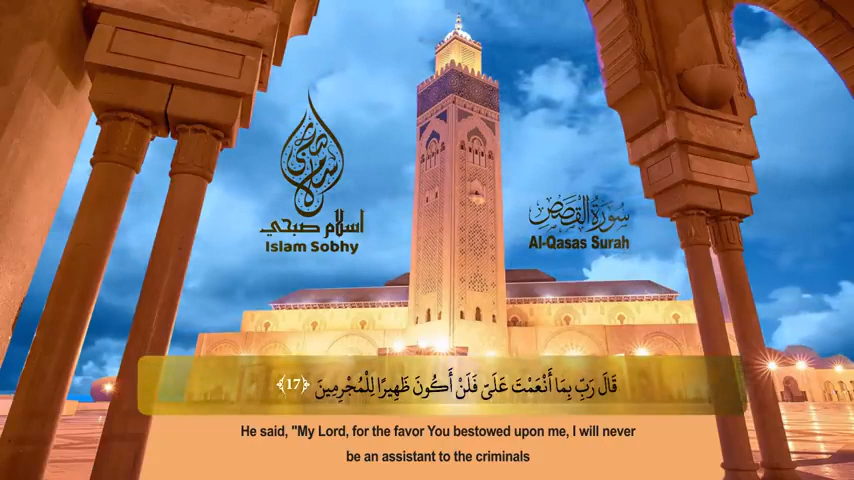 اسلام صبحي
Islam Sobhy
سورة القصص
Al-Qasas Surah
قَالَ رَبِّ بِمَا أَنْعَمْتَ عَلَيَّ فَلَنْ أَكُونَ ظَهِيرًا لِلْمُجْرِمِينَ ﴿17﴾
He said, "My Lord, for the favor You bestowed upon me, I will never
be an assistant to the criminals